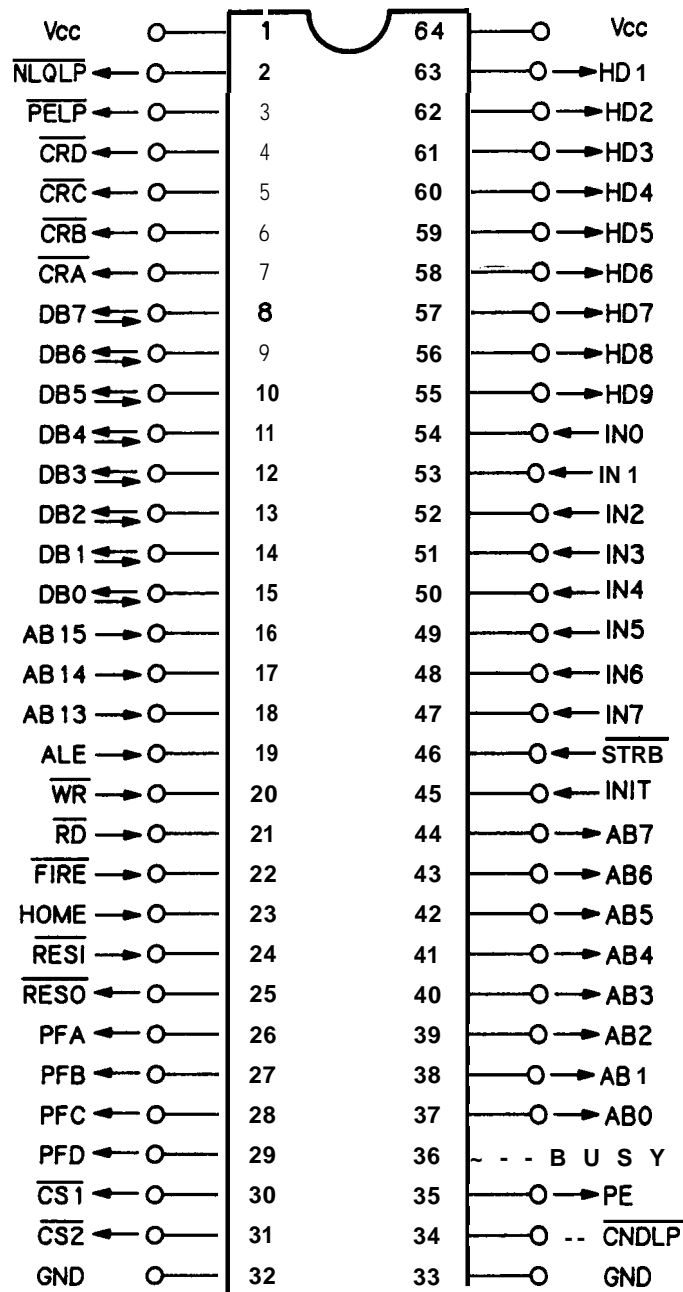 Vcc 1 64 Vcc
NLQLP 2 63 HD1
PELP 3 62 HD2
CRD 4 61 HD3
CRC 5 60 HD4
CRB 6 59 HD5
CRA 7 58 HD6
DB7 8 57 HD7
DB6 9 56 HD8
DB5 10 55 HD9
DB4 11 54 IN0
DB3 12 53 IN1
DB2 13 52 IN2
DB1 14 51 IN3
DB0 15 50 IN4
AB15 16 49 IN5
AB14 17 48 IN6
AB13 18 47 IN7
ALE 19 46 STRB
WR 20 45 INIT
RD 21 44 AB7
FIRE 22 43 AB6
HOME 23 42 AB5
RESI 24 41 AB4
RESO 25 40 AB3
PFA 26 39 AB2
PFB 27 38 AB1
PFC 28 37 AB0
PFD 29 36 ~ - - - BUSY
CS1 30 35 PE
CS2 31 34 -- CNDLP
GND 32 33 GND